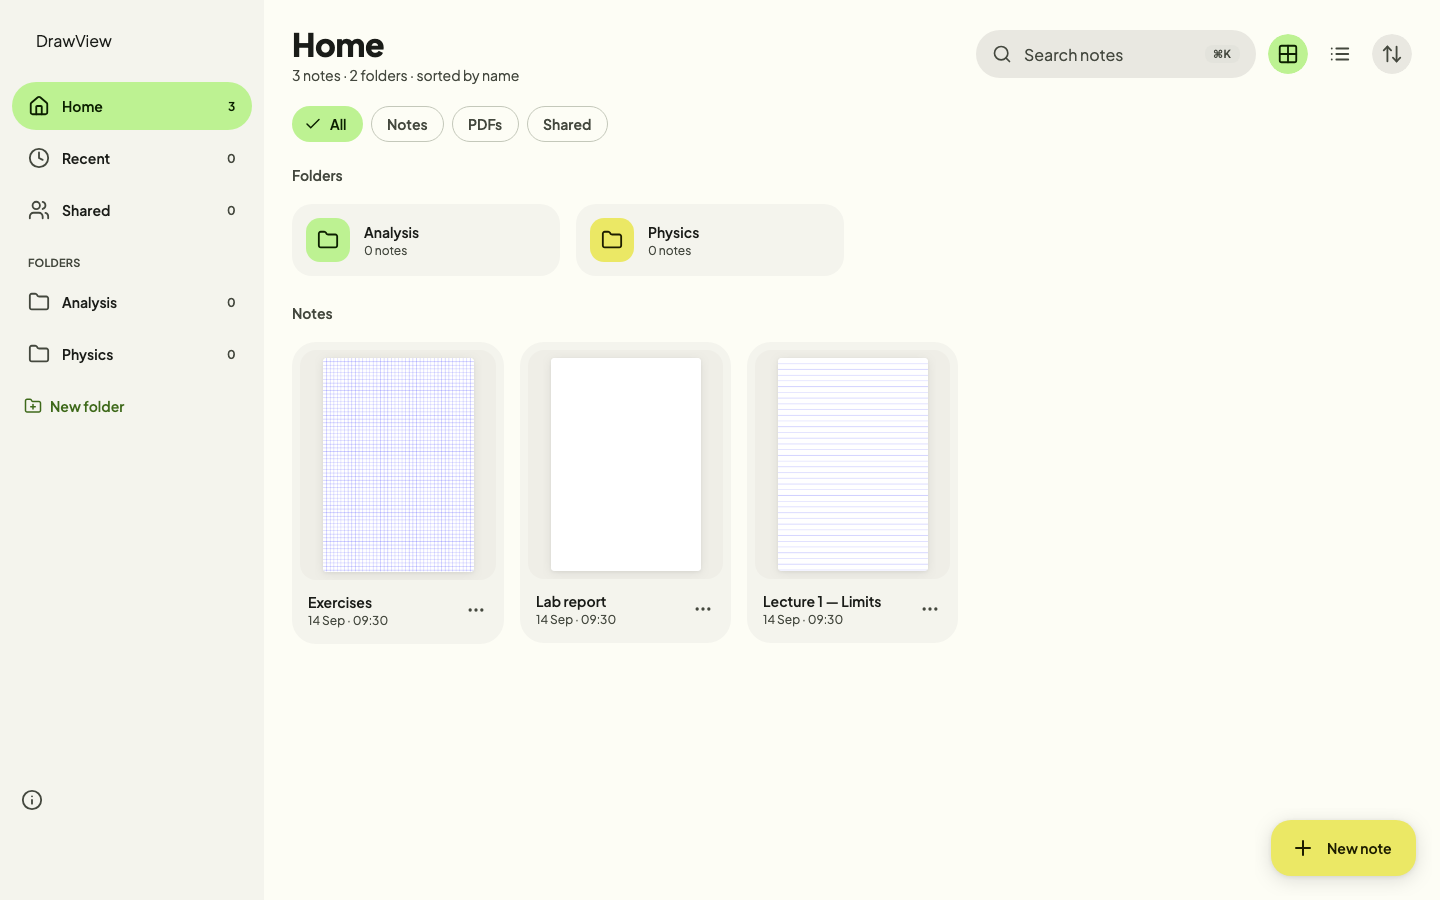 DrawView
Home 3
Recent 0
Shared 0
FOLDERS
Analysis 0
Physics 0
New folder
Home
3 notes · 2 folders · sorted by name
Search notes ⌘K
All Notes PDFs Shared
Folders
Analysis
0 notes
Physics
0 notes
Notes
Exercises
14 Sep · 09:30
Lab report
14 Sep · 09:30
Lecture 1 — Limits
14 Sep · 09:30
New note